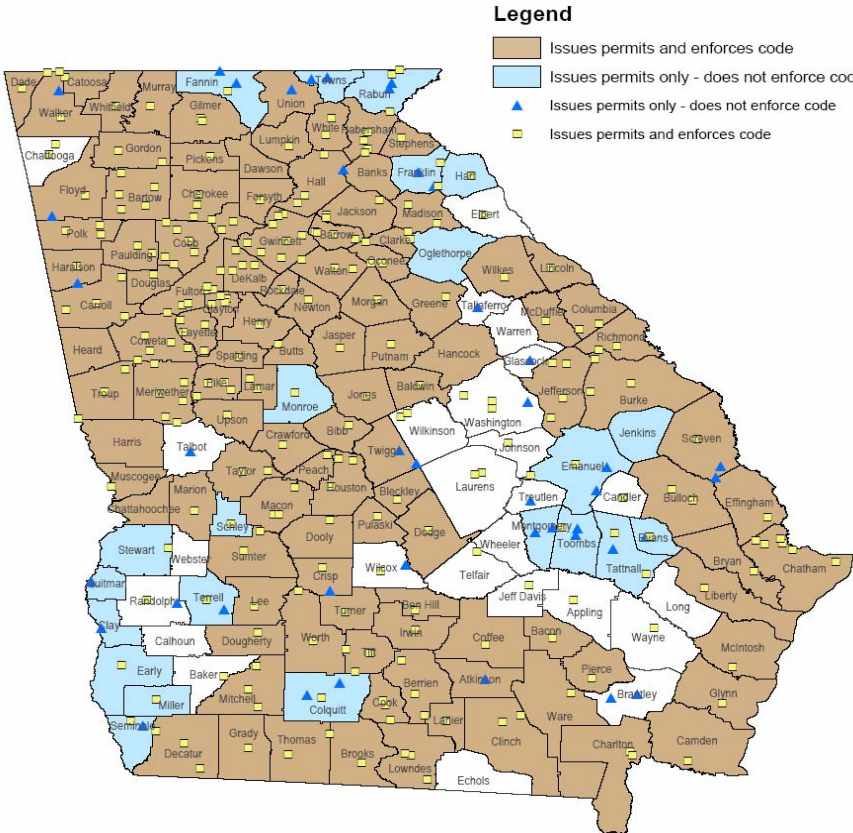 Legend
Issues permits and enforces code
Issues permits only - does not enforce cod
Issues permits only - does not enforce code
Issues permits and enforces code
Dade
Catoosa
Murray
Fannin
Towns
Rabun
Walker
Whitfield
Gilmer
Union
White
Habersham
Chattooga
Gordon
Pickens
Lumpkin
Stephens
Dawson
Hall
Banks
Franklin
Hart
Floyd
Bartow
Cherokee
Forsyth
Jackson
Madison
Elbert
Polk
Cobb
Gwinnett
Barrow
Clarke
Oglethorpe
Paulding
Haralson
Douglas
DeKalb
Walton
Oconee
Wilkes
Lincoln
Fulton
Rockdale
Carroll
Clayton
Newton
Morgan
Greene
Taliaferro
McDuffie
Columbia
Fayette
Henry
Warren
Richmond
Heard
Coweta
Spalding
Butts
Jasper
Putnam
Hancock
Glascock
Troup
Meriwether
Pike
Lamar
Monroe
Jones
Baldwin
Jefferson
Burke
Washington
Upson
Bibb
Wilkinson
Harris
Talbot
Crawford
Twiggs
Johnson
Jenkins
Screven
Muscogee
Taylor
Peach
Houston
Bleckley
Laurens
Emanuel
Treutlen
Candler
Bulloch
Effingham
Chattahoochee
Marion
Macon
Schley
Pulaski
Dodge
Montgomery
Toombs
Evans
Stewart
Webster
Sumter
Dooly
Wheeler
Tattnall
Bryan
Chatham
Quitman
Randolph
Terrell
Lee
Crisp
Wilcox
Telfair
Jeff Davis
Appling
Long
Liberty
Clay
Calhoun
Dougherty
Worth
Turner
Ben Hill
Irwin
Coffee
Bacon
Wayne
McIntosh
Early
Baker
Mitchell
Tift
Berrien
Atkinson
Pierce
Brantley
Glynn
Miller
Colquitt
Cook
Lanier
Ware
Seminole
Decatur
Grady
Thomas
Brooks
Lowndes
Clinch
Charlton
Camden
Echols